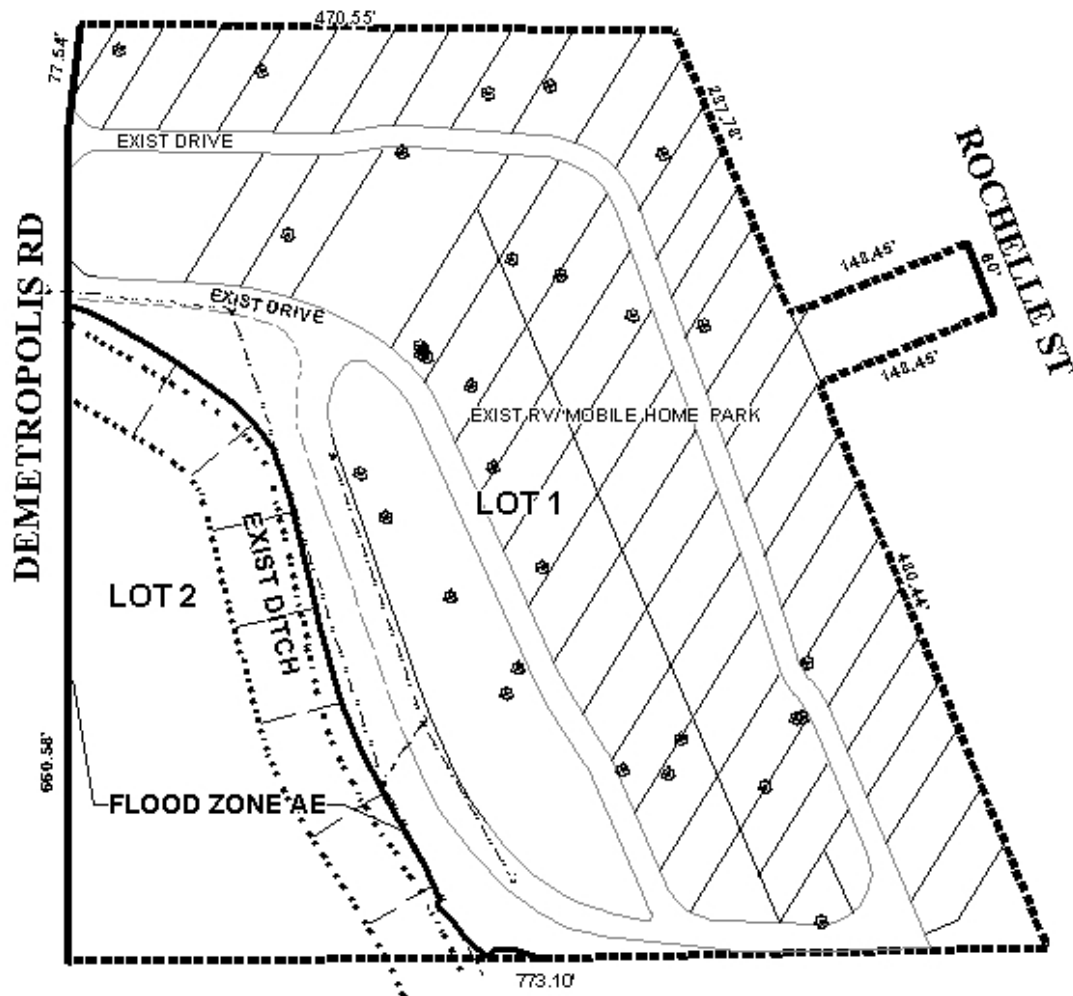 470.55'
77.54'
237.78'
EXIST DRIVE
ROCHELLE ST
148.45'
60'
148.45'
DEMETROPOLIS RD
EXIST DRIVE
EXIST RV/MOBILE HOME PARK
LOT 1
EXIST DITCH
LOT 2
480.44'
660.58'
FLOOD ZONE AE
773.10'